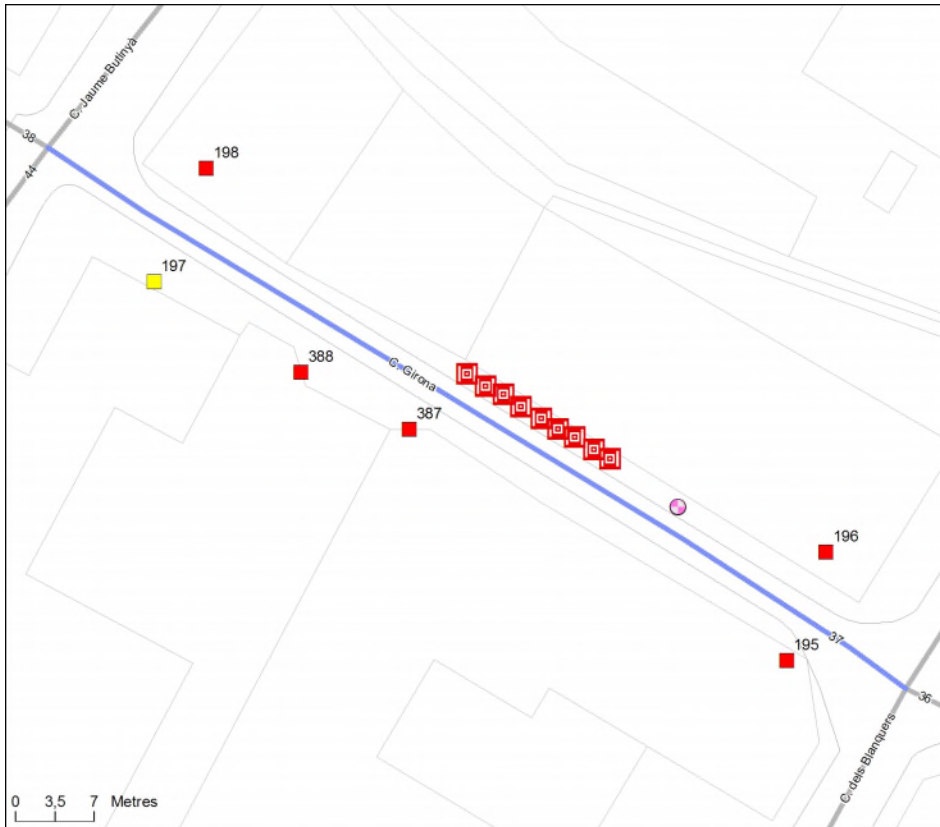 C. Jaume Butinyà
38
44
198
197
388
C. Girona
387
196
37
195
36
C. dels Blanquers
0 3,5 7 Metres